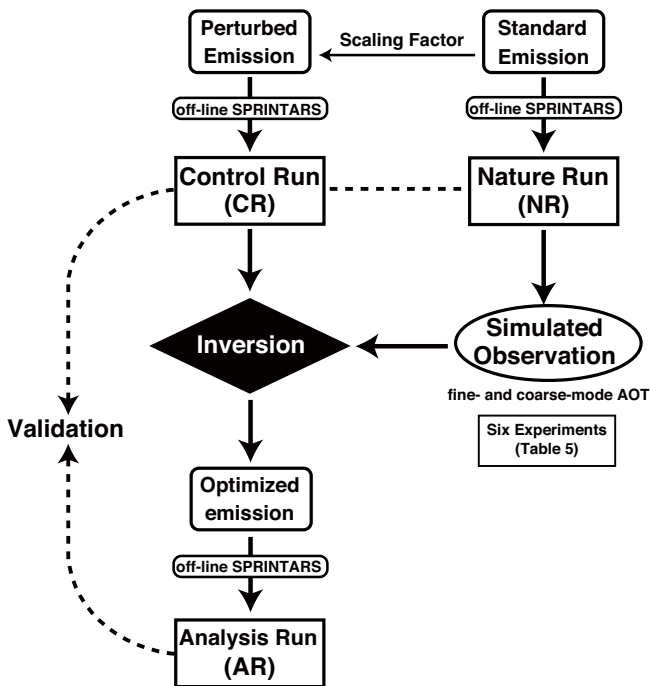 Perturbed
Emission
Scaling Factor
Standard
Emission
off-line SPRINTARS
off-line SPRINTARS
Control Run
(CR)
Nature Run
(NR)
Inversion
Simulated
Observation
fine- and coarse-mode AOT
Six Experiments
(Table 5)
Validation
Optimized
emission
off-line SPRINTARS
Analysis Run
(AR)